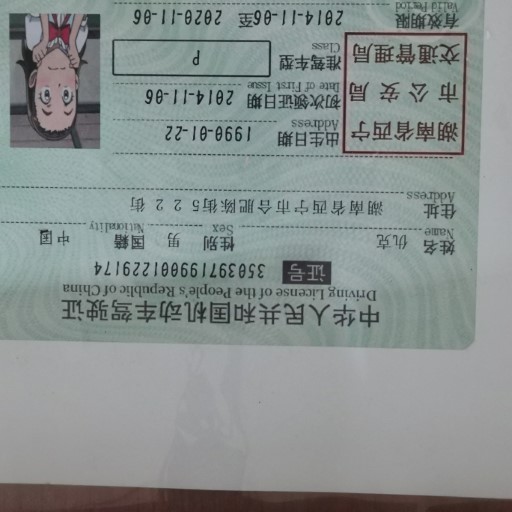 中华人民共和国机动车驾驶证
Driving License of the People's Republic of China
证号 350397199001229174
姓名 仇克 性别 男 国籍 中国
Name Sex Nationality
住址 湖南省西宁市合肥陈街522街
Address
湖南省西宁
市公安局
交通管理局
出生日期 1990-01-22
Address
初次领证日期 2014-11-06
Date of First Issue
准驾车型 P
Class
有效期限 2014-11-06 至 2020-11-06
Valid Period